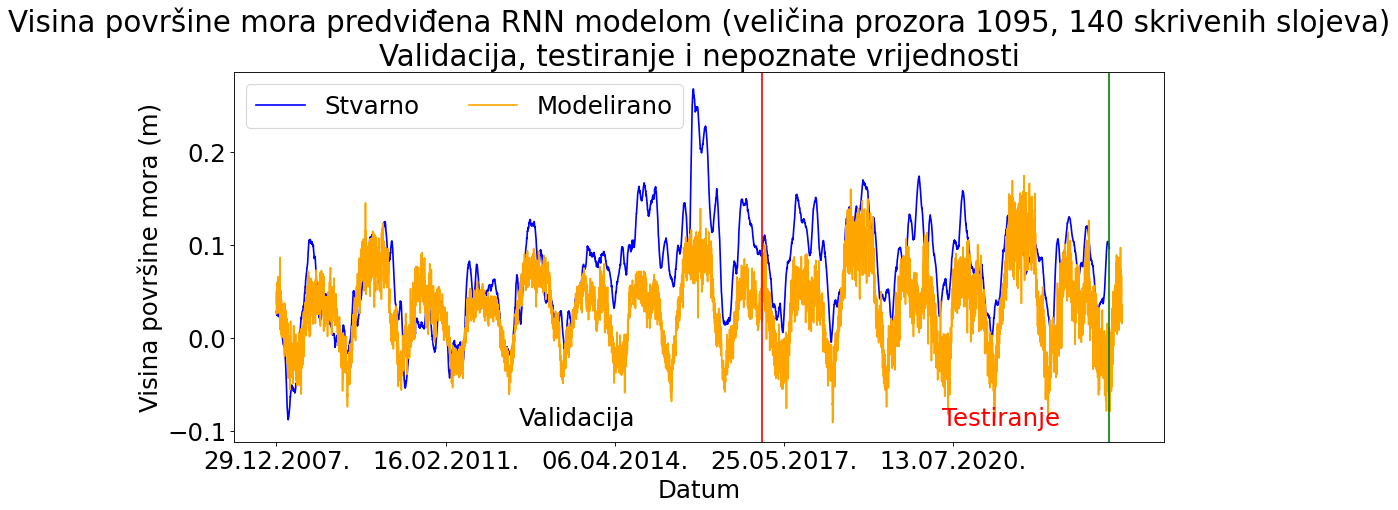 Visina površine mora predviđena RNN modelom (veličina prozora 1095, 140 skrivenih slojeva)
Validacija, testiranje i nepoznate vrijednosti
Stvarno
Modelirano
Visina površine mora (m)
0.2
0.1
0.0
−0.1
Validacija
Testiranje
29.12.2007.
16.02.2011.
06.04.2014.
25.05.2017.
13.07.2020.
Datum